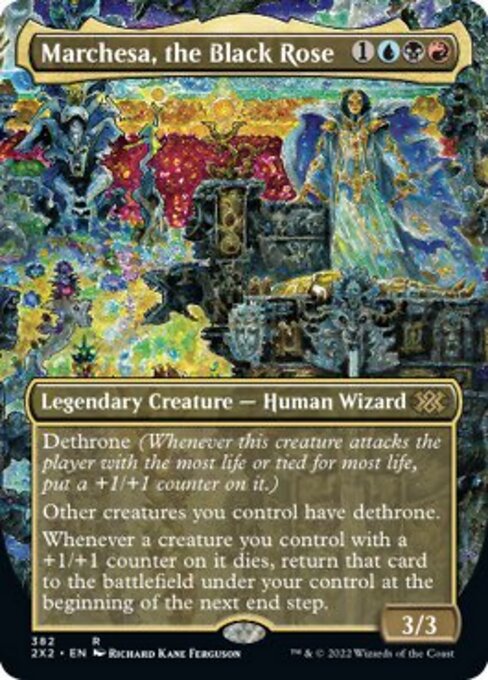 Marchesa, the Black Rose 1
Legendary Creature — Human Wizard
Dethrone (Whenever this creature attacks the
player with the most life or tied for most life,
put a +1/+1 counter on it.)
Other creatures you control have dethrone.
Whenever a creature you control with a
+1/+1 counter on it dies, return that card
to the battlefield under your control at the
beginning of the next end step.
3/3
382 R
2X2 • EN Richard Kane Ferguson
™ & © 2022 Wizards of the Coast